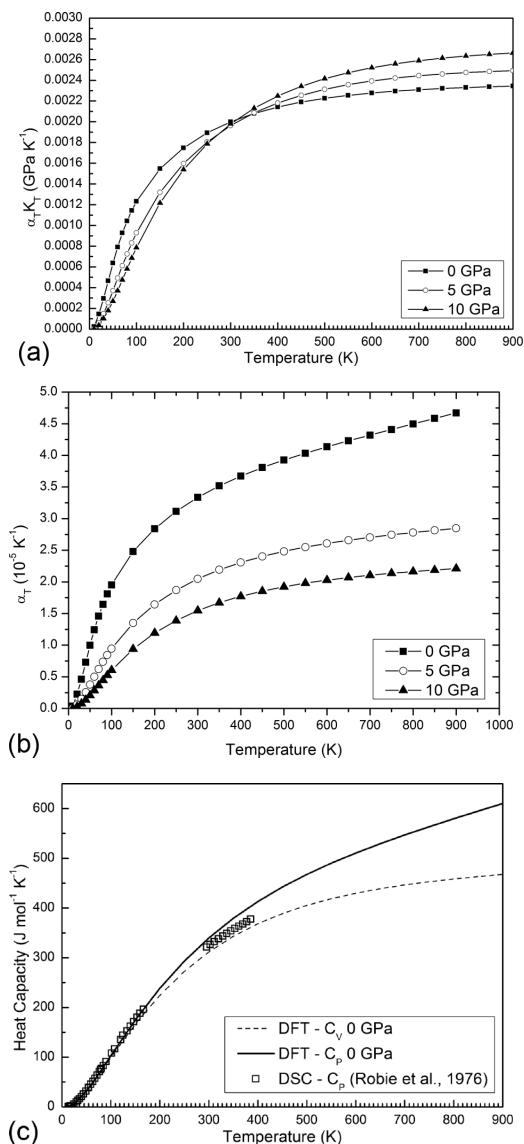 0.0030
0.0028
0.0026
0.0024
0.0022
0.0020
0.0018
0.0016
0.0014
0.0012
0.0010
0.0008
0.0006
0.0004
0.0002
0.0000
α_T K_T (GPa K⁻¹)
0 GPa
5 GPa
10 GPa
0 100 200 300 400 500 600 700 800 900
(a)
Temperature (K)
5.0
4.5
4.0
3.5
3.0
2.5
2.0
1.5
1.0
0.5
0.0
α_T (10⁻⁵ K⁻¹)
0 GPa
5 GPa
10 GPa
0 100 200 300 400 500 600 700 800 900 1000
(b)
Temperature (K)
600
500
400
300
200
100
0
Heat Capacity (J mol⁻¹ K⁻¹)
DFT - C_V 0 GPa
DFT - C_P 0 GPa
DSC - C_P (Robie et al., 1976)
0 100 200 300 400 500 600 700 800 900
(c)
Temperature (K)